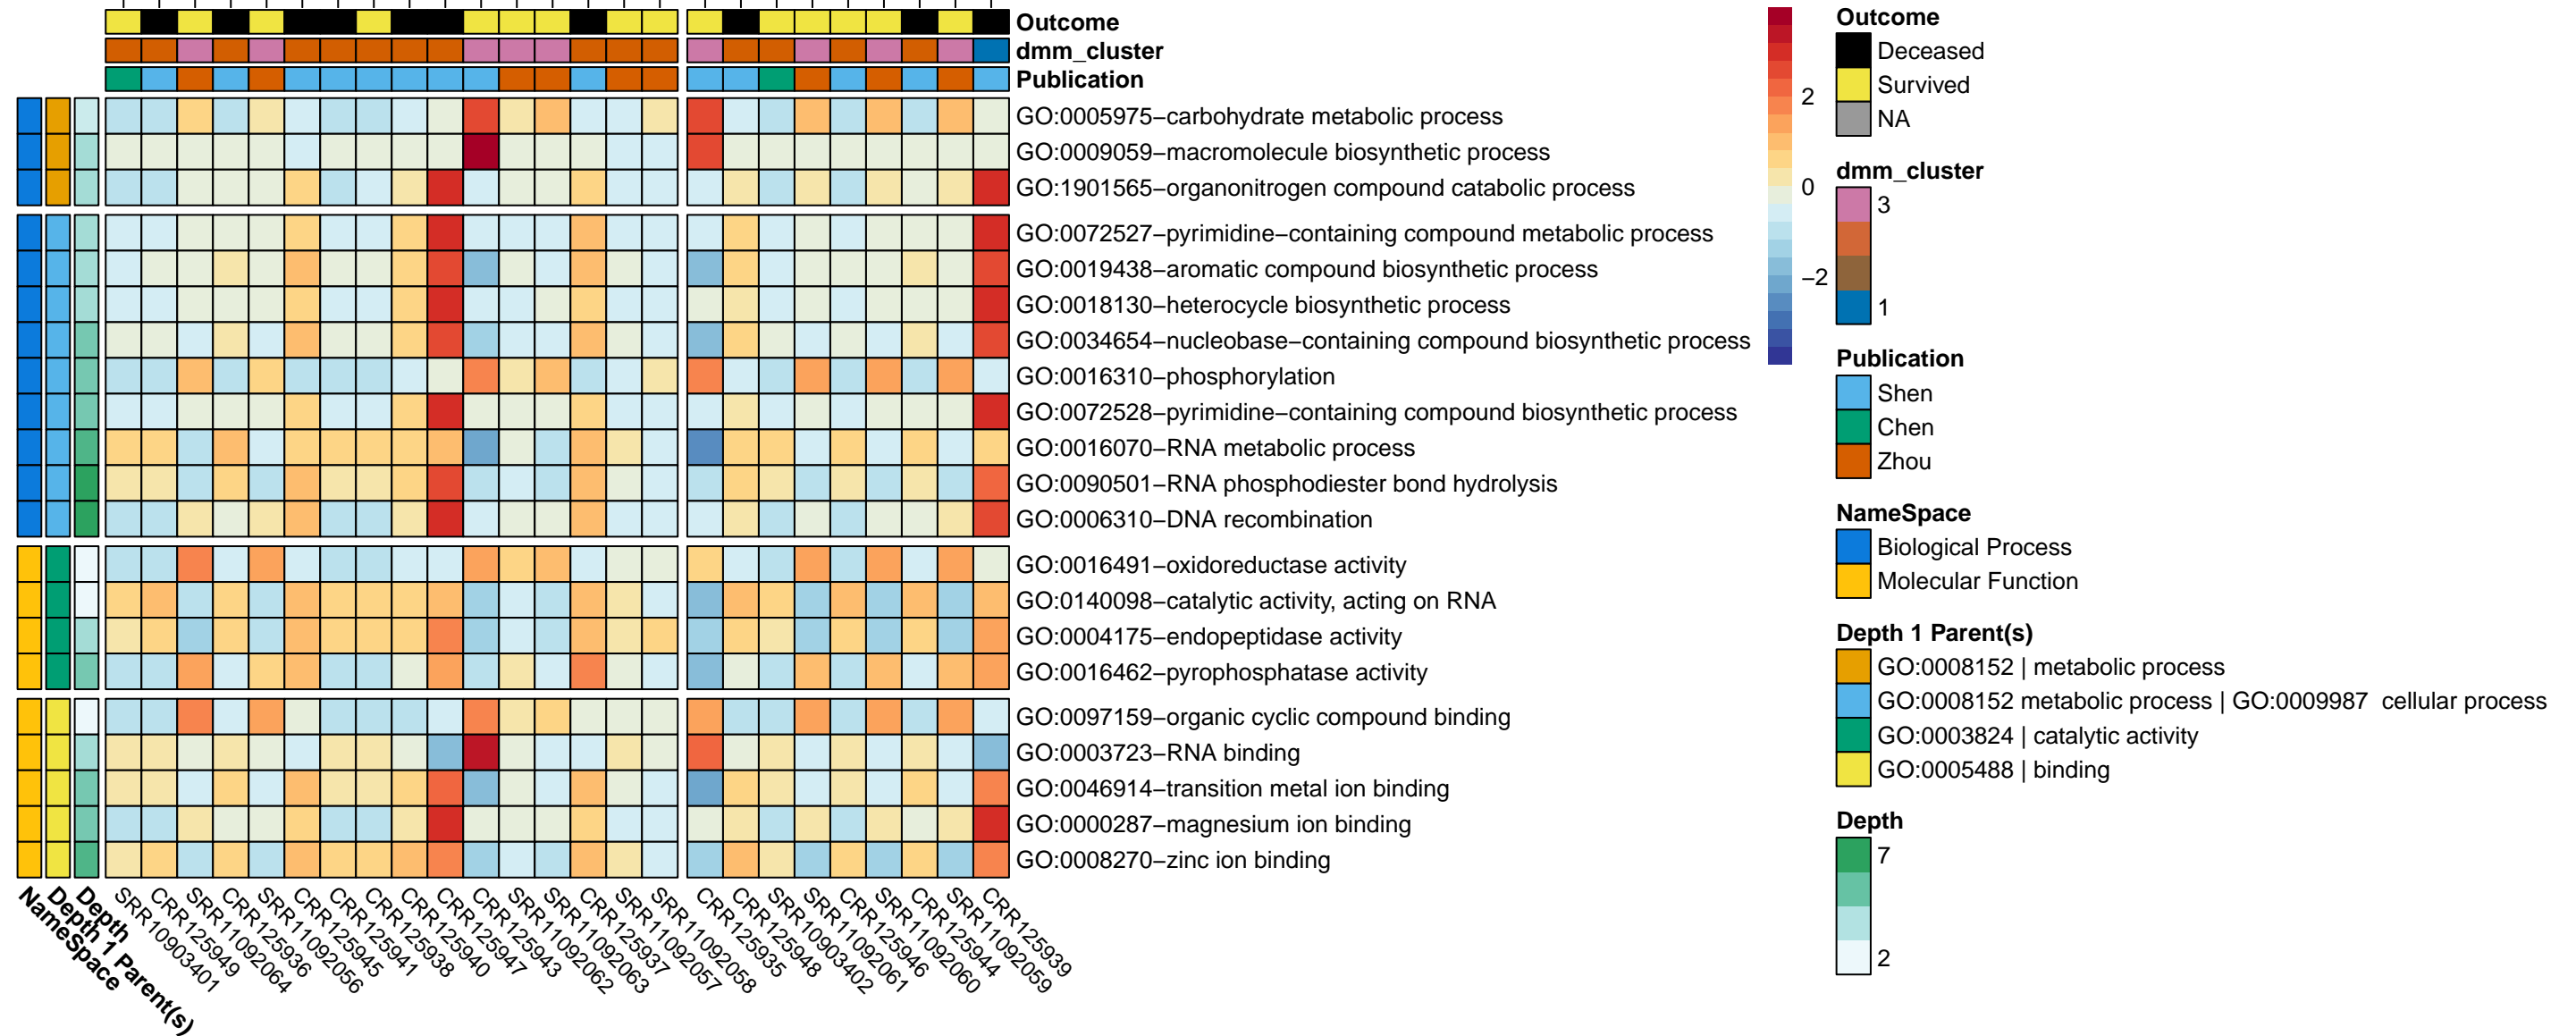 Outcome
dmm_cluster
Publication
GO:0005975−carbohydrate metabolic process
GO:0009059−macromolecule biosynthetic process
GO:1901565−organonitrogen compound catabolic process
GO:0072527−pyrimidine−containing compound metabolic process
GO:0019438−aromatic compound biosynthetic process
GO:0018130−heterocycle biosynthetic process
GO:0034654−nucleobase−containing compound biosynthetic process
GO:0016310−phosphorylation
GO:0072528−pyrimidine−containing compound biosynthetic process
GO:0016070−RNA metabolic process
GO:0090501−RNA phosphodiester bond hydrolysis
GO:0006310−DNA recombination
GO:0016491−oxidoreductase activity
GO:0140098−catalytic activity, acting on RNA
GO:0004175−endopeptidase activity
GO:0016462−pyrophosphatase activity
GO:0097159−organic cyclic compound binding
GO:0003723−RNA binding
GO:0046914−transition metal ion binding
GO:0000287−magnesium ion binding
GO:0008270−zinc ion binding
NameSpace
Depth 1 Parent(s)
Depth
SRR10903401
CRR125949
SRR11092064
CRR125936
SRR11092056
CRR125945
CRR125941
CRR125938
CRR125940
CRR125947
CRR125943
SRR11092062
SRR11092063
CRR125937
SRR11092057
SRR11092058
CRR125935
CRR125948
SRR10903402
SRR11092061
CRR125946
SRR11092060
CRR125944
SRR11092059
CRR125939
2
0
−2
Outcome
Deceased
Survived
NA
dmm_cluster
3
1
Publication
Shen
Chen
Zhou
NameSpace
Biological Process
Molecular Function
Depth 1 Parent(s)
GO:0008152 | metabolic process
GO:0008152 metabolic process | GO:0009987  cellular process
GO:0003824 | catalytic activity
GO:0005488 | binding
Depth
7
2